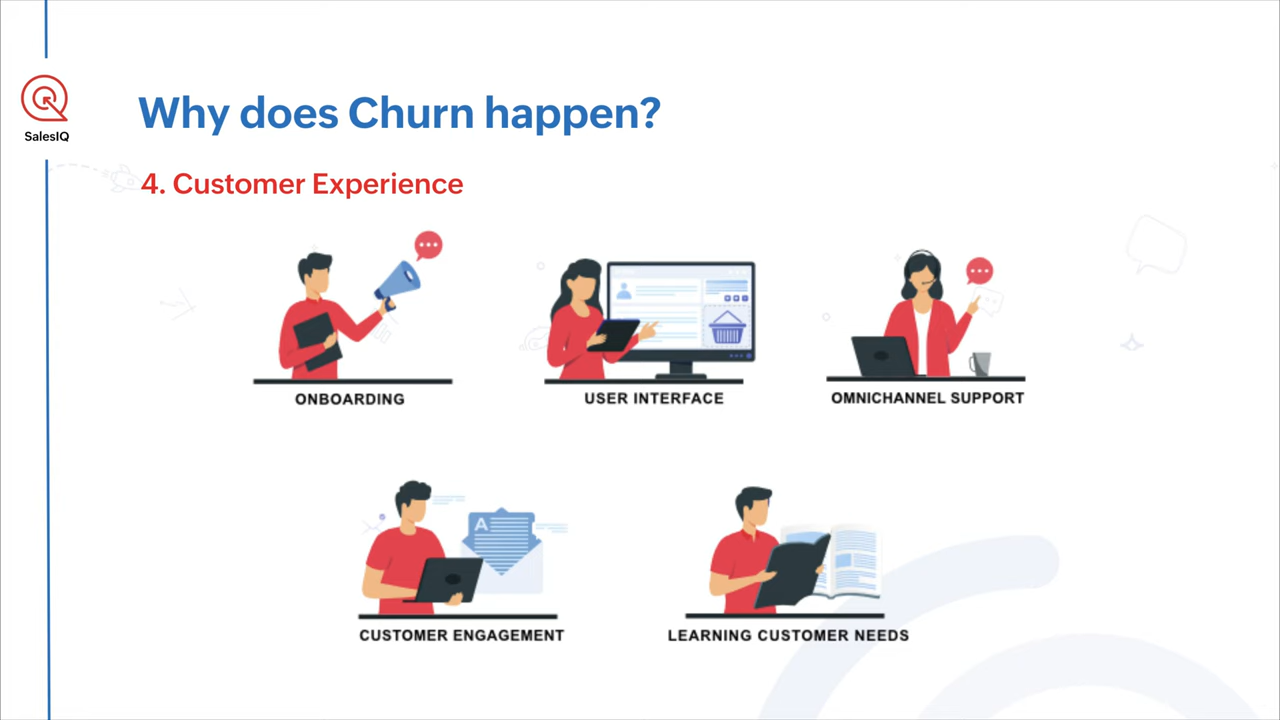 SalesIQ
Why does Churn happen?
4. Customer Experience
ONBOARDING
USER INTERFACE
OMNICHANNEL SUPPORT
A
CUSTOMER ENGAGEMENT
LEARNING CUSTOMER NEEDS